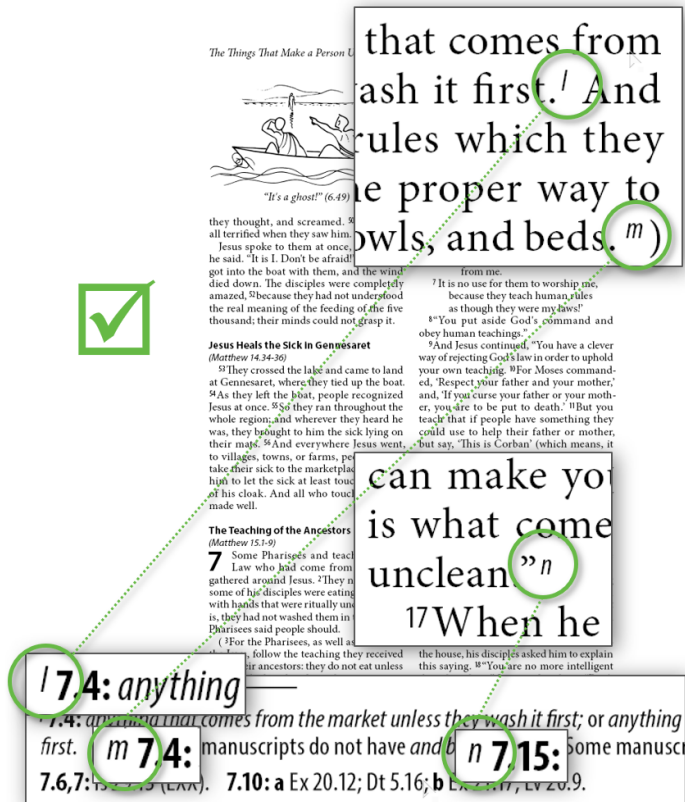 The Things That Make a Person
that comes from
ash it first. l And
rules which they
e proper way to
owls, and beds. m )
"It's a ghost!" (6.49)
they thought, and screamed. 50
all terrified when they saw him.
Jesus spoke to them at once,
he said. "It is I. Don't be afraid!"
got into the boat with them, and the wind
died down. The disciples were completely
amazed, 52because they had not understood
the real meaning of the feeding of the five
thousand; their minds could not grasp it.
Jesus Heals the Sick in Gennesaret
(Matthew 14.34-36)
53They crossed the lake and came to land
at Gennesaret, where they tied up the boat.
54As they left the boat, people recognized
Jesus at once. 55So they ran throughout the
whole region; and wherever they heard he
was, they brought to him the sick lying on
their mats. 56And everywhere Jesus went,
to villages, towns, or farms,
take their sick to the
him to let the sick at least
of his cloak. And all who
made well.
The Teaching of the Ancestors
(Matthew 15.1-9)
7 Some Pharisees and
Law who had come from
gathered around Jesus. 2They
some of his disciples were eating
with hands that were ritually
is, they had not washed them in
Pharisees said people should.
(3For the Pharisees, as well as
follow the teaching they received
ancestors: they do not eat unless
from me.
7 It is no use for them to worship me,
because they teach human rules
as though they were my laws!'
8"You put aside God's command and
obey human teachings."
9And Jesus continued, "You have a clever
way of rejecting God's law in order to uphold
your own teaching. 10For Moses command-
ed, 'Respect your father and your mother,'
and, 'If you curse your father or your moth-
er, you are to be put to death.' 11But you
teach that if people have something they
could use to help their father or mother,
but say, 'This is Corban' (which means, it
can make you
is what come
unclean." n
17When he
the house, his disciples asked him to explain
this saying. 18"You are no more intelligent
l 7.4: anything
7.4: anything that comes from the market unless they wash it first; or anything
first. m 7.4: manuscripts do not have and n 7.15: Some
7.6,7: (LXX). 7.10: a Ex 20.12; Dt 5.16; b Ex 21.17; Lv 20.9.